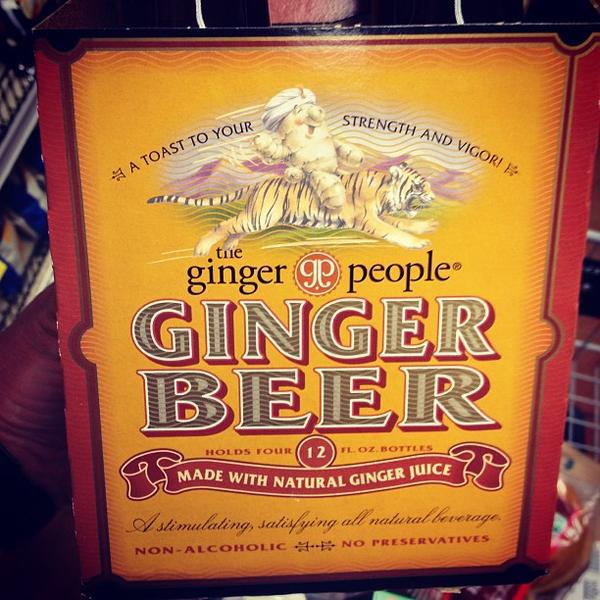 A TOAST TO YOUR STRENGTH AND VIGOR!
the
ginger gp people®
GINGER
BEER
HOLDS FOUR 12 FL. OZ. BOTTLES
MADE WITH NATURAL GINGER JUICE
A stimulating, satisfying all natural beverage.
NON-ALCOHOLIC NO PRESERVATIVES